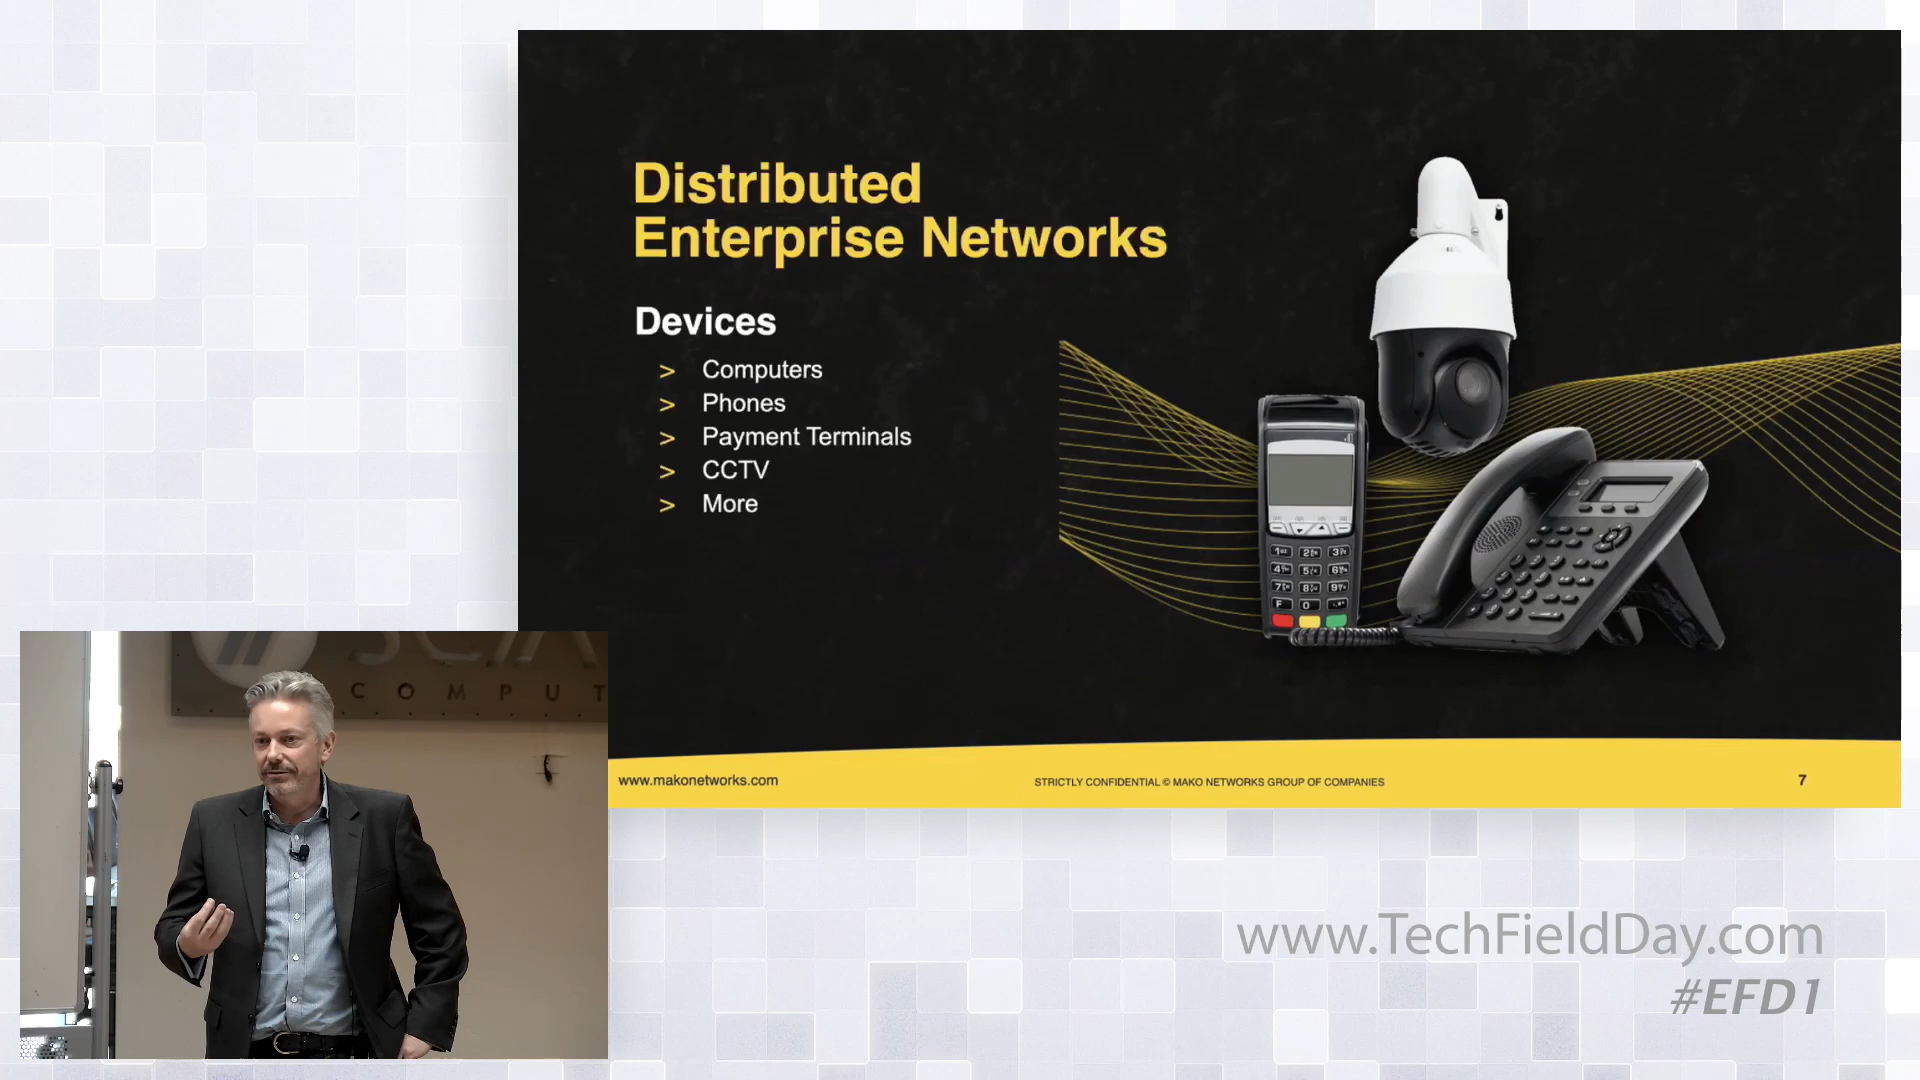 Distributed
Enterprise Networks
Devices
> Computers
> Phones
> Payment Terminals
> CCTV
> More
www.makonetworks.com
STRICTLY CONFIDENTIAL © MAKO NETWORKS GROUP OF COMPANIES
7
COMPUT
www.TechFieldDay.com
#EFD1